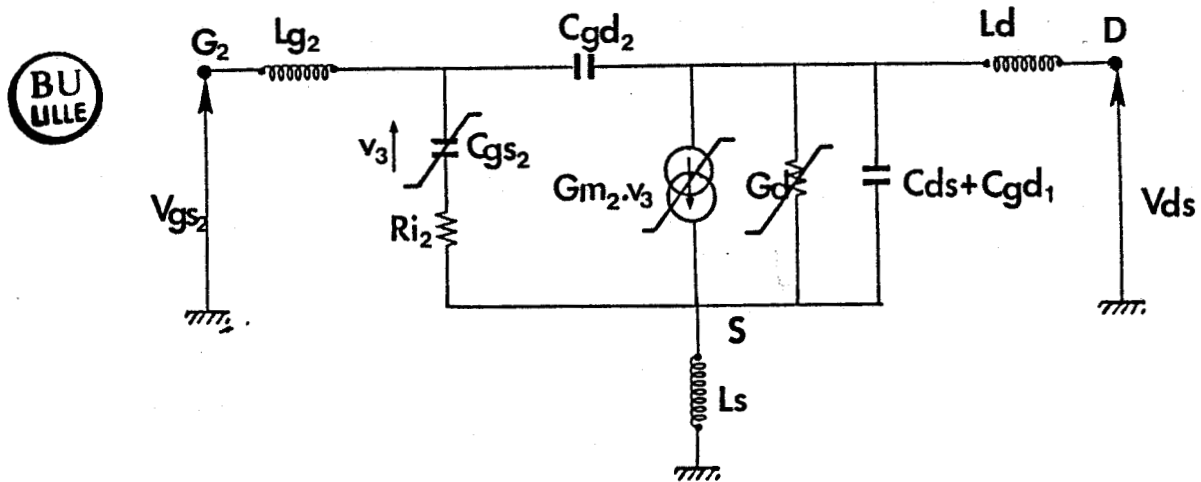 BU
LILLE
G2
Lg2
Cgd2
Ld
D
v3
Cgs2
Vgs2
Ri2
Gm2.v3
Gd
Cds+Cgd1
Vds
S
Ls